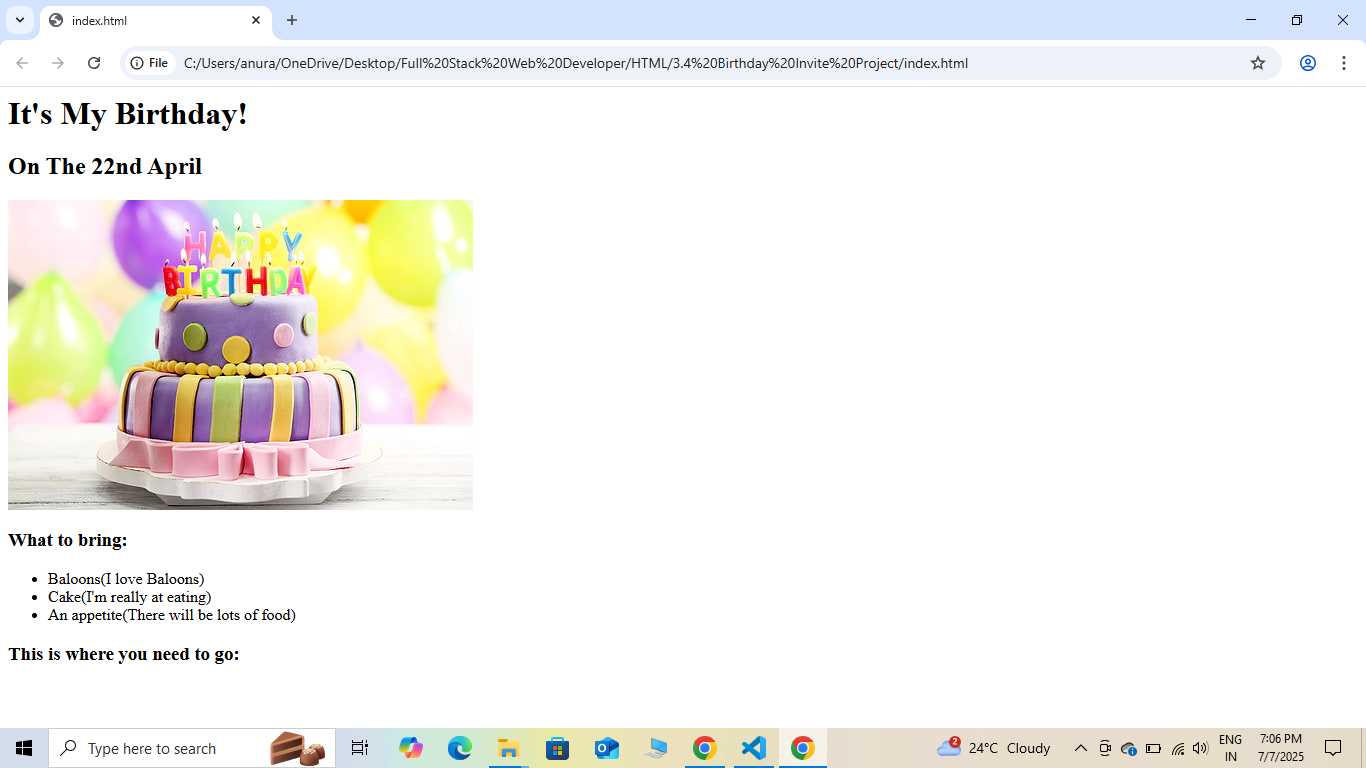 index.html
File
C:/Users/anura/OneDrive/Desktop/Full%20Stack%20Web%20Developer/HTML/3.4%20Birthday%20Invite%20Project/index.html
It's My Birthday!
On The 22nd April
HAPPY
BIRTHDAY
What to bring:
Baloons(I love Baloons)
Cake(I'm really at eating)
An appetite(There will be lots of food)
This is where you need to go:
Type here to search
2
24°C Cloudy
ENG
IN
7:06 PM
7/7/2025